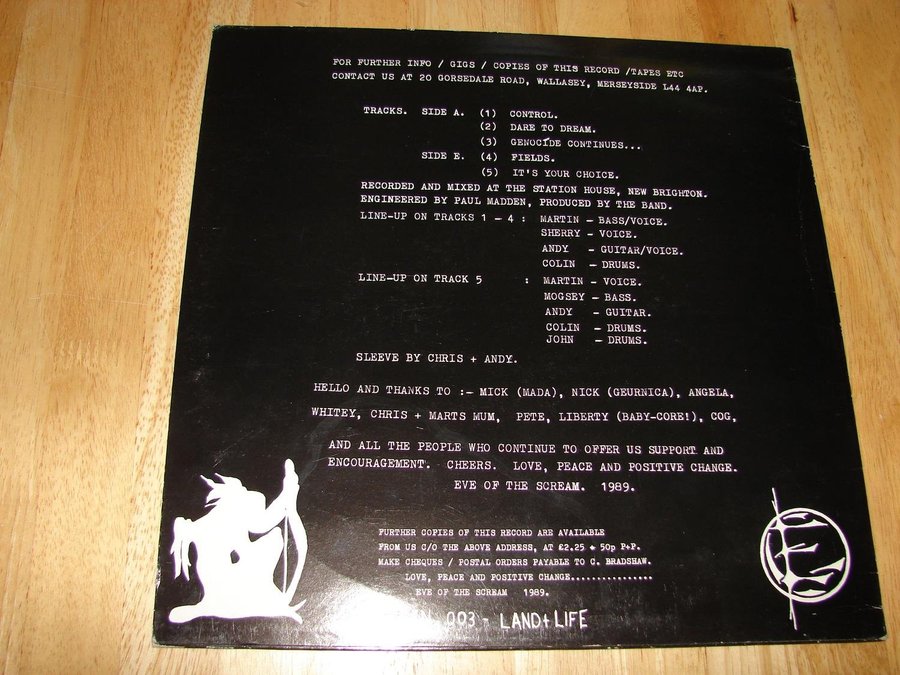 FOR FURTHER INFO / GIGS / COPIES OF THIS RECORD /TAPES ETC
CONTACT US AT 20 GORSEDALE ROAD, WALLASEY, MERSEYSIDE L44 4AP.
TRACKS. SIDE A. (1) CONTROL.
(2) DARE TO DREAM.
(3) GENOCIDE CONTINUES...
SIDE E. (4) FIELDS.
(5) IT'S YOUR CHOICE.
RECORDED AND MIXED AT THE STATION HOUSE, NEW BRIGHTON.
ENGINEERED BY PAUL MADDEN, PRODUCED BY THE BAND.
LINE-UP ON TRACKS 1 - 4 : MARTIN - BASS/VOICE.
SHERRY - VOICE.
ANDY - GUITAR/VOICE.
COLIN - DRUMS.
LINE-UP ON TRACK 5 : MARTIN - VOICE.
MOGSEY - BASS.
ANDY - GUITAR.
COLIN - DRUMS.
JOHN - DRUMS.
SLEEVE BY CHRIS + ANDY.
HELLO AND THANKS TO :- MICK (MADA), NICK (GEURNICA), ANGELA,
WHITEY, CHRIS + MARTS MUM, PETE, LIBERTY (BABY-CORE!), COG,
AND ALL THE PEOPLE WHO CONTINUE TO OFFER US SUPPORT AND
ENCOURAGEMENT. CHEERS. LOVE, PEACE AND POSITIVE CHANGE.
EVE OF THE SCREAM. 1989.
FURTHER COPIES OF THIS RECORD ARE AVAILABLE
FROM US C/O THE ABOVE ADDRESS, AT £2.25 + 50p P+P.
MAKE CHEQUES / POSTAL ORDERS PAYABLE TO C. BRADSHAW.
LOVE, PEACE AND POSITIVE CHANGE................
EVE OF THE SCREAM 1989.
003 - LAND + LIFE